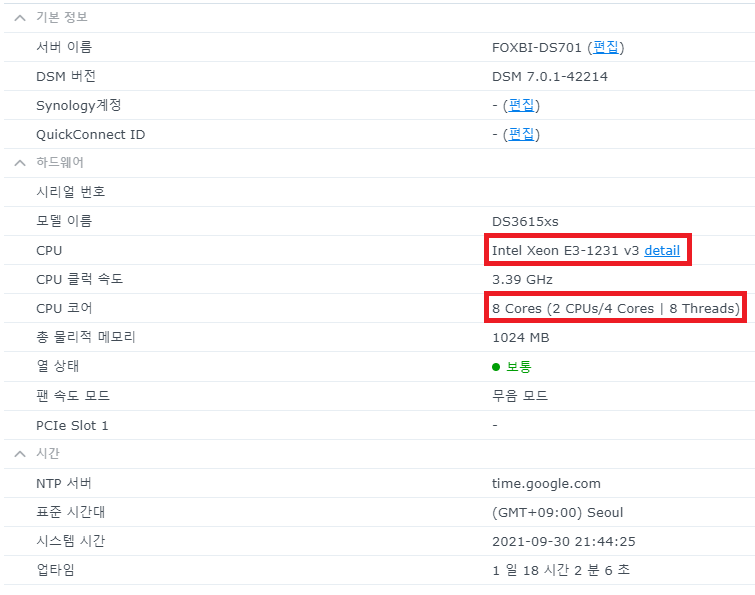 기본 정보
서버 이름 FOXBI-DS701 (편집)
DSM 버전 DSM 7.0.1-42214
Synology계정 - (편집)
QuickConnect ID - (편집)
하드웨어
시리얼 번호
모델 이름 DS3615xs
CPU Intel Xeon E3-1231 v3 detail
CPU 클럭 속도 3.39 GHz
CPU 코어 8 Cores (2 CPUs/4 Cores | 8 Threads)
총 물리적 메모리 1024 MB
열 상태 보통
팬 속도 모드 무음 모드
PCIe Slot 1 -
시간
NTP 서버 time.google.com
표준 시간대 (GMT+09:00) Seoul
시스템 시간 2021-09-30 21:44:25
업타임 1 일 18 시간 2 분 6 초